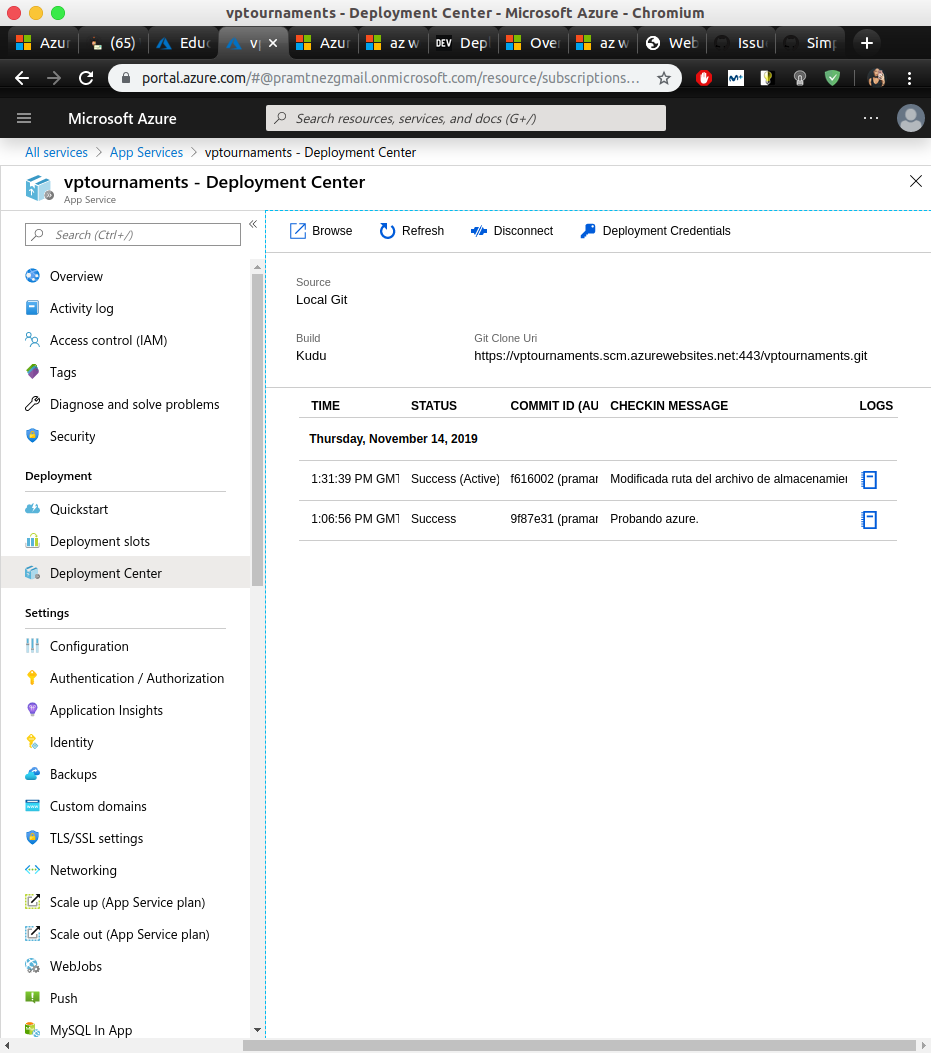 vptournaments - Deployment Center - Microsoft Azure - Chromium
Azur (65) Educ vp Azur az w DEV Depl Over az w Web Issu Simp
portal.azure.com/#@pramtnezgmail.onmicrosoft.com/resource/subscriptions...
Microsoft Azure
Search resources, services, and docs (G+/)
All services > App Services > vptournaments - Deployment Center
vptournaments - Deployment Center
App Service
Search (Ctrl+/)
Overview
Activity log
Access control (IAM)
Tags
Diagnose and solve problems
Security
Deployment
Quickstart
Deployment slots
Deployment Center
Settings
Configuration
Authentication / Authorization
Application Insights
Identity
Backups
Custom domains
TLS/SSL settings
Networking
Scale up (App Service plan)
Scale out (App Service plan)
WebJobs
Push
MySQL In App
Browse Refresh Disconnect Deployment Credentials
Source
Local Git
Build
Kudu
Git Clone Uri
https://vptournaments.scm.azurewebsites.net:443/vptournaments.git
TIME STATUS COMMIT ID (AU CHECKIN MESSAGE LOGS
Thursday, November 14, 2019
1:31:39 PM GMT Success (Active) f616002 (pramar Modificada ruta del archivo de almacenamier
1:06:56 PM GMT Success 9f87e31 (pramar Probando azure.